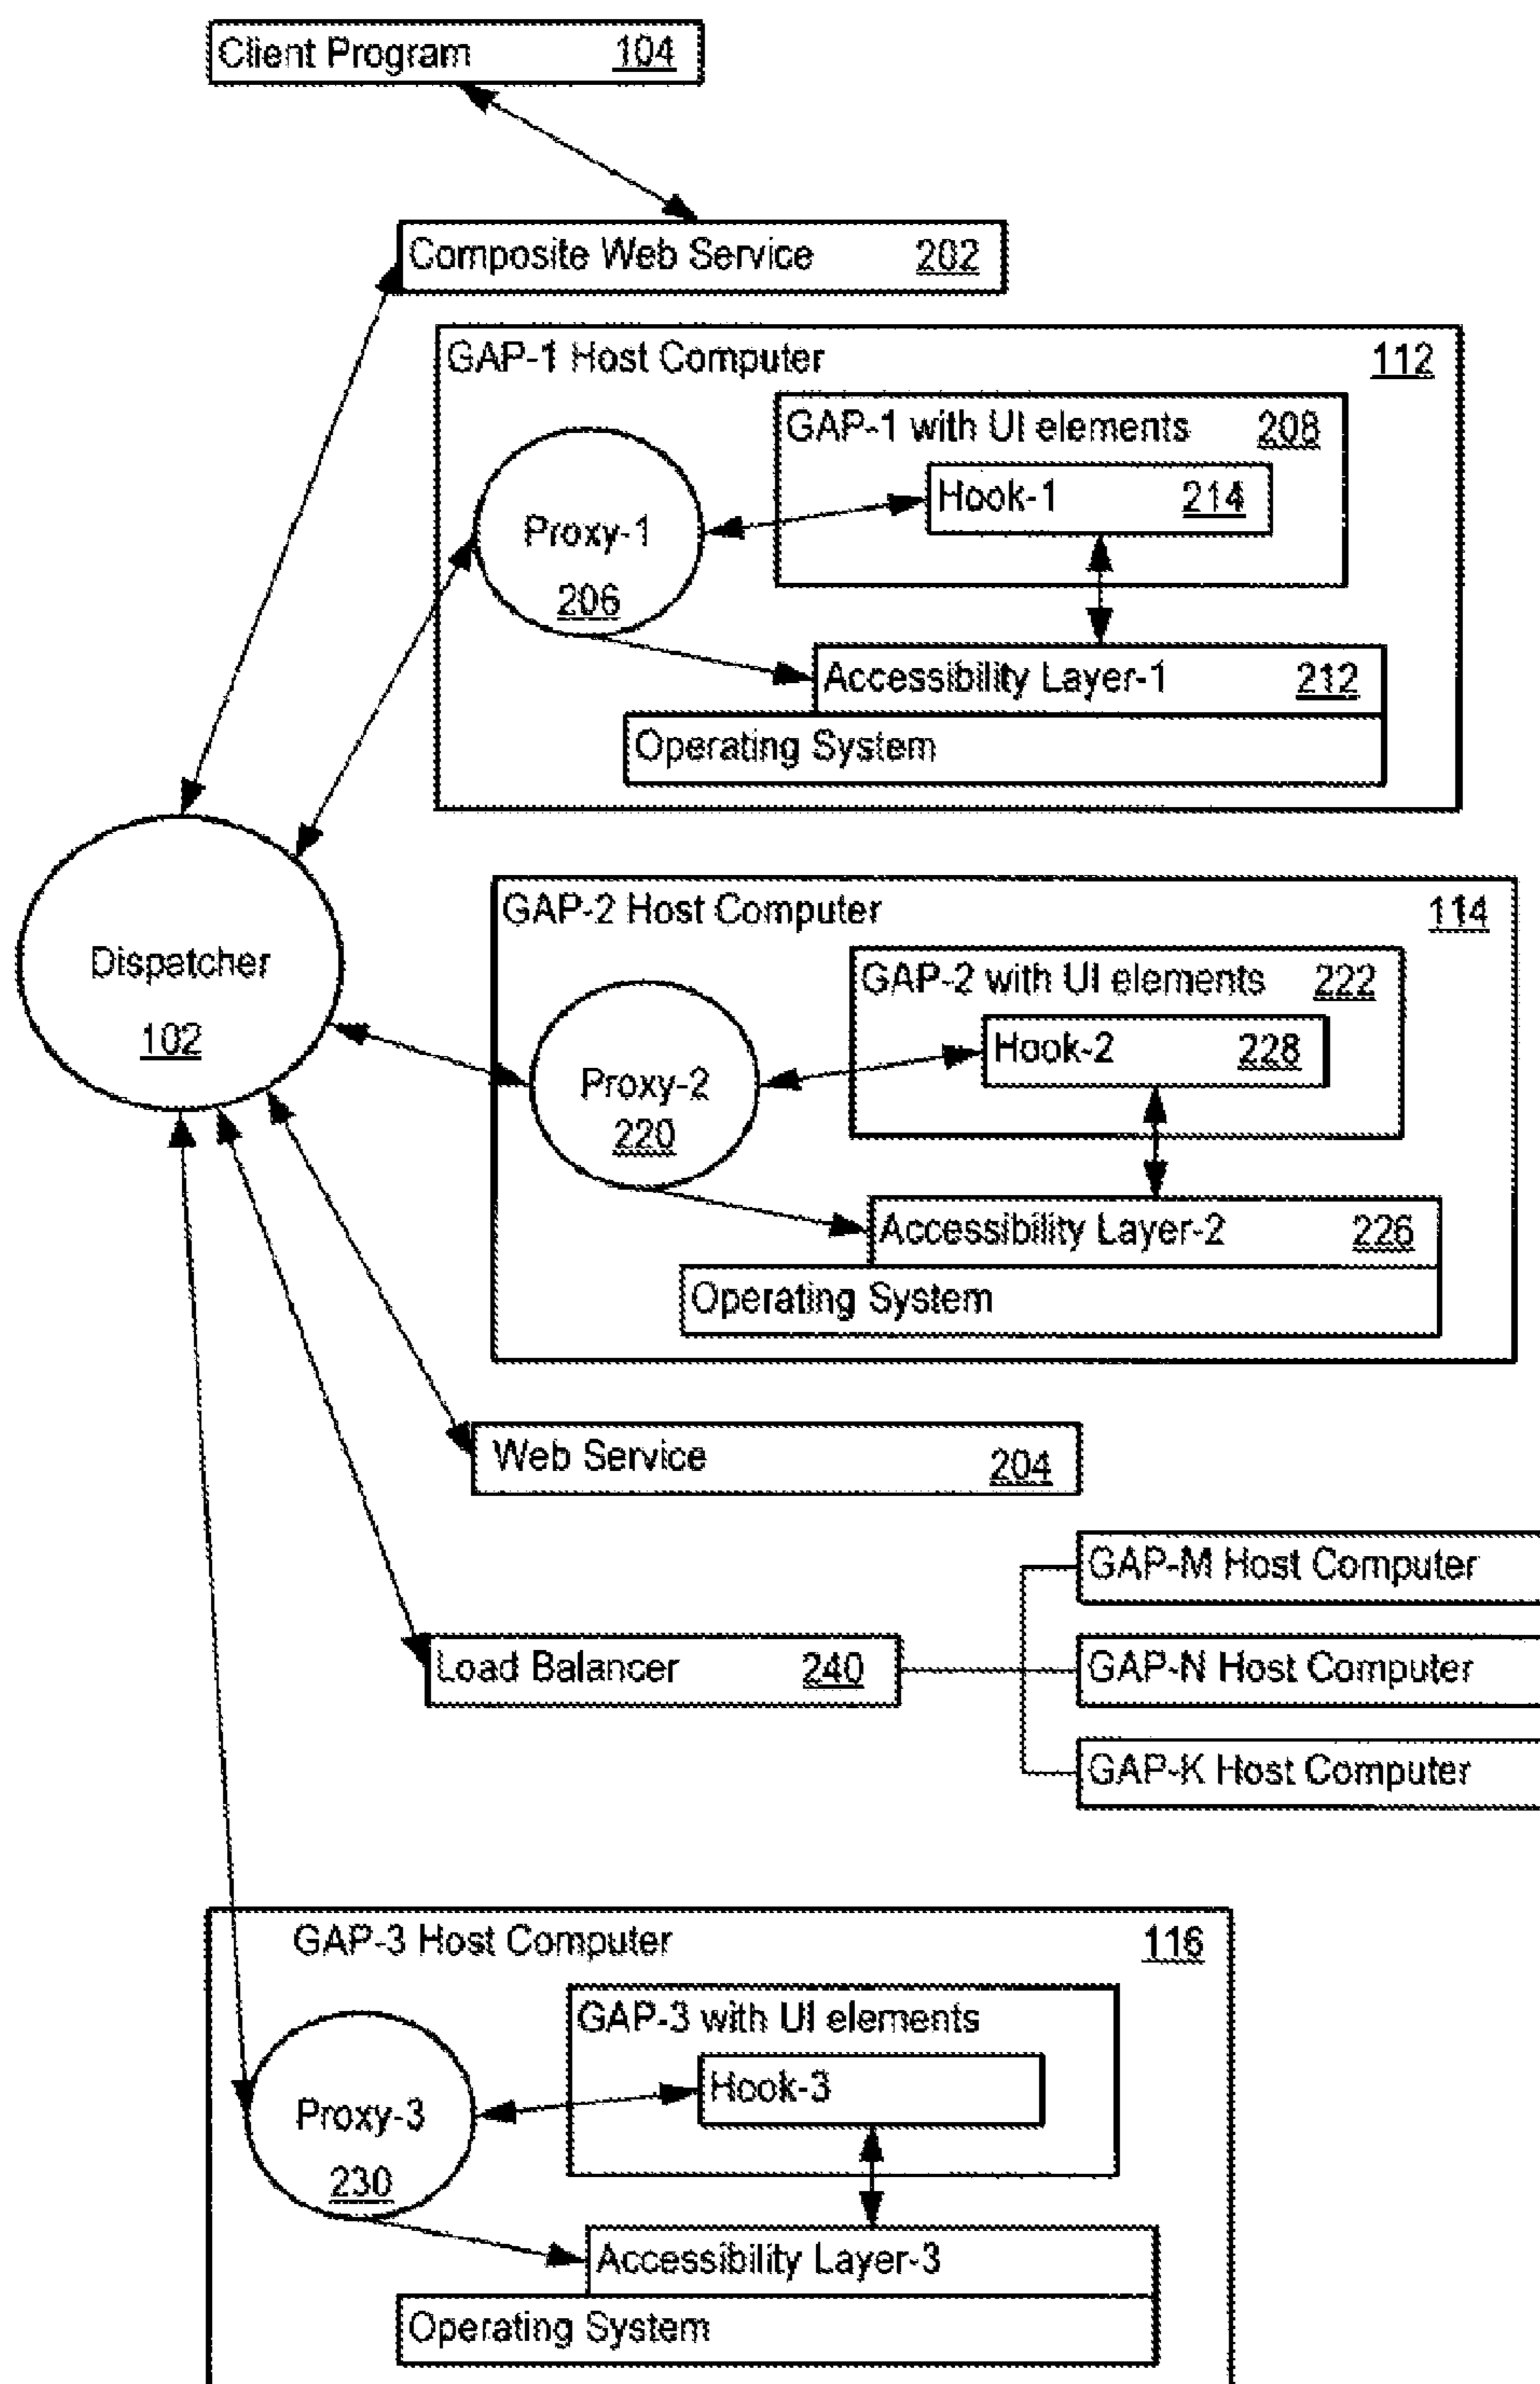 Client Program 104
Composite Web Service 202
GAP-1 Host Computer 112
GAP-1 with UI elements 208
Hook-1 214
Proxy-1
206
Accessibility Layer-1 212
Operating System
Dispatcher
102
GAP-2 Host Computer 114
GAP-2 with UI elements 222
Hook-2 228
Proxy-2
220
Accessibility Layer-2 226
Operating System
Web Service 204
GAP-M Host Computer
Load Balancer 240
GAP-N Host Computer
GAP-K Host Computer
GAP-3 Host Computer 116
GAP-3 with UI elements
Hook-3
Proxy-3
230
Accessibility Layer-3
Operating System